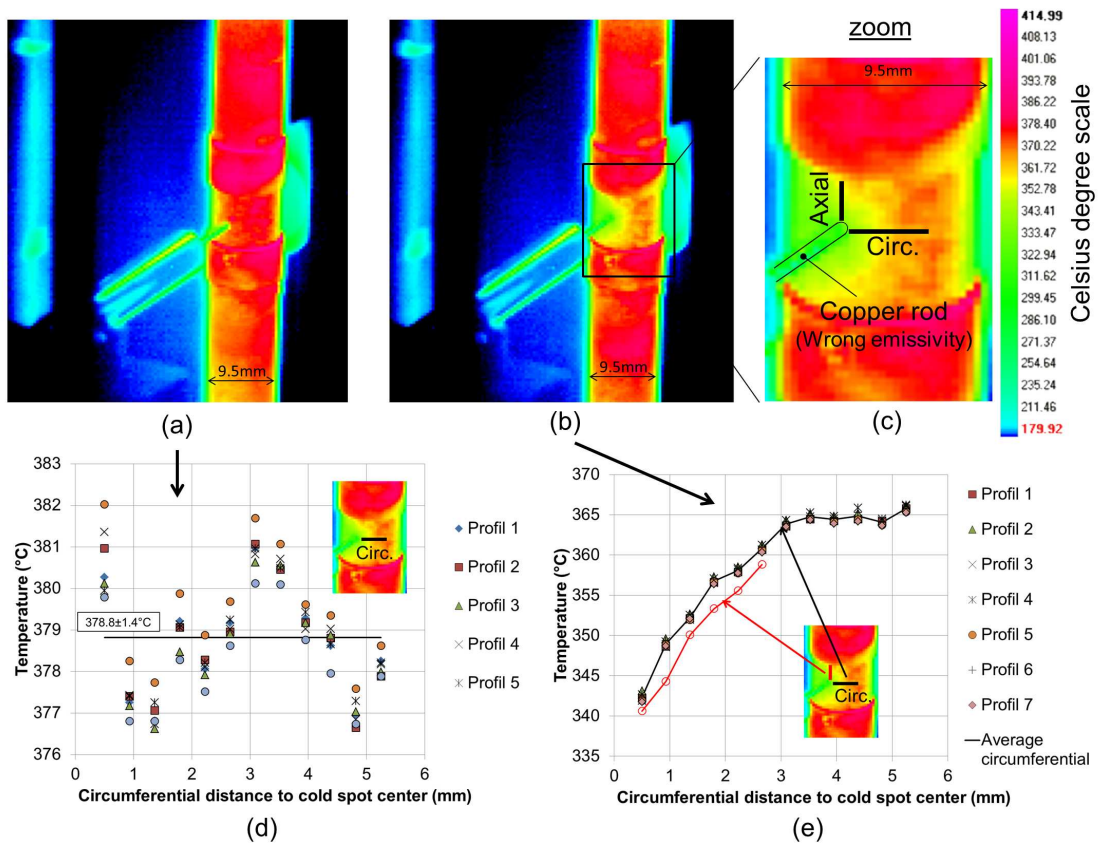 zoom
9.5mm
Axial
Circ.
Copper rod
(Wrong emissivity)
414.99
408.13
401.06
393.78
386.22
378.40
370.22
361.68
352.78
343.41
333.47
322.94
311.62
299.45
286.10
271.37
254.64
235.24
211.46
179.92
Celsius degree scale
9.5mm
9.5mm
(a)
(b)
(c)
383
382
381
380
379
378
377
376
Temperature (°C)
378.8±1.4°C
Circ.
0
1
2
3
4
5
6
Circumferential distance to cold spot center (mm)
Profil 1
Profil 2
Profil 3
Profil 4
Profil 5
(d)
370
365
360
355
350
345
340
335
Temperature (°C)
Circ.
0
1
2
3
4
5
6
Circumferential distance to cold spot center (mm)
Profil 1
Profil 2
Profil 3
Profil 4
Profil 5
Profil 6
Profil 7
Average
circumferential
(e)